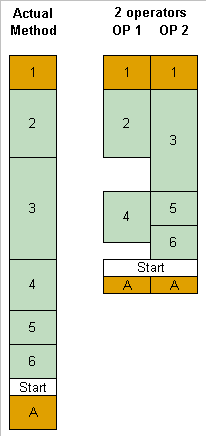 Actual Method
2 operators
OP 1 OP 2
1
2
3
4
5
6
Start
A
1 1
2
3
4
5
6
Start
A A